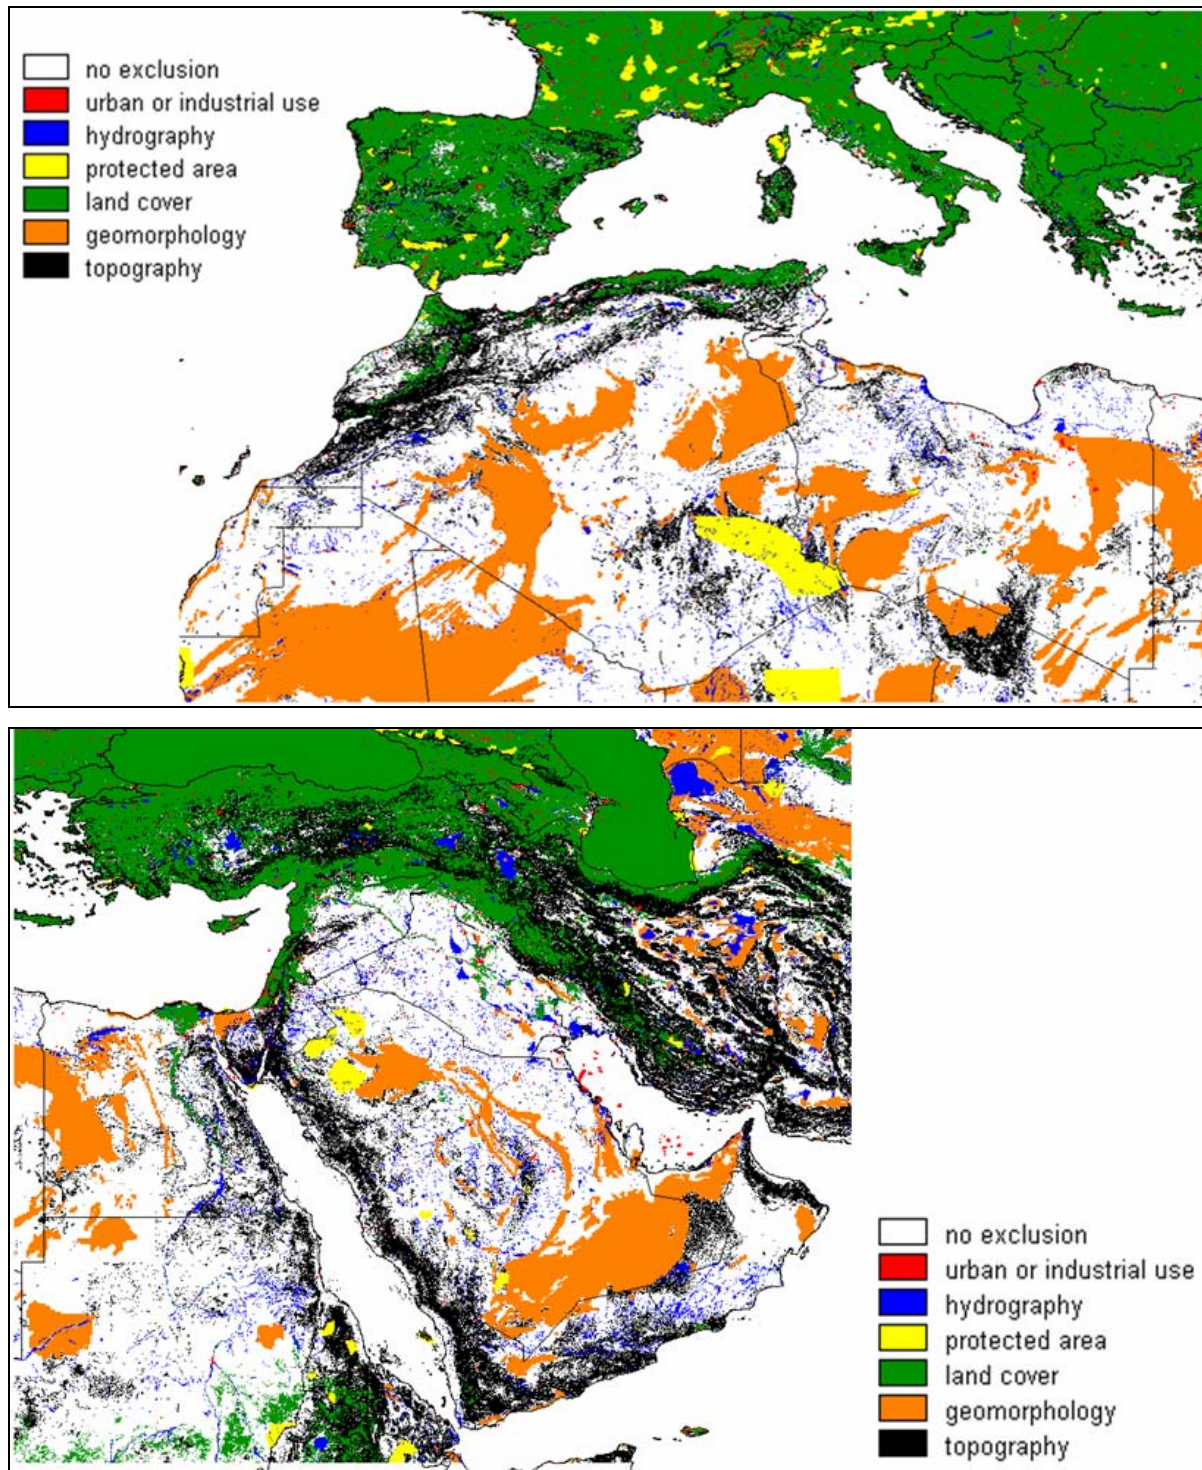 no exclusion
urban or industrial use
hydrography
protected area
land cover
geomorphology
topography
no exclusion
urban or industrial use
hydrography
protected area
land cover
geomorphology
topography